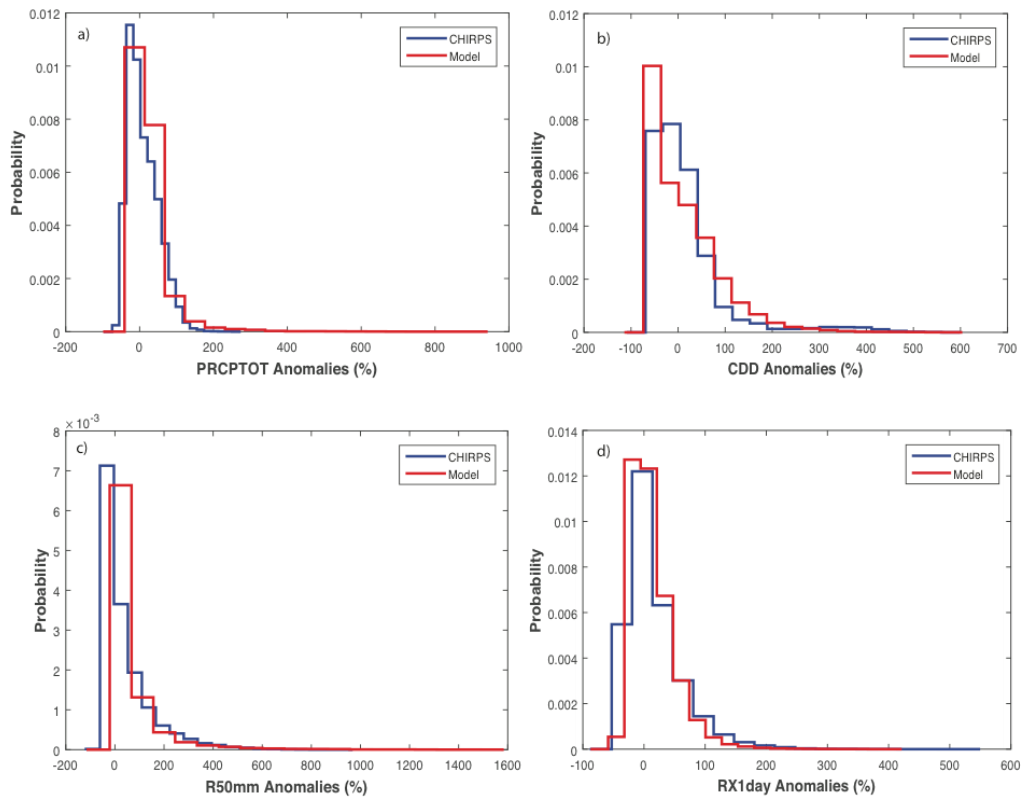 a)
CHIRPS
Model
Probability
0.012
0.01
0.008
0.006
0.004
0.002
0
-200 0 200 400 600 800 1000
PRCPTOT Anomalies (%)
b)
CHIRPS
Model
Probability
0.012
0.01
0.008
0.006
0.004
0.002
0
-200 -100 0 100 200 300 400 500 600 700
CDD Anomalies (%)
c)
CHIRPS
Model
Probability
8 × 10⁻³
7
6
5
4
3
2
1
0
-200 0 200 400 600 800 1000 1200 1400 1600
R50mm Anomalies (%)
d)
CHIRPS
Model
Probability
0.014
0.012
0.01
0.008
0.006
0.004
0.002
0
-100 0 100 200 300 400 500 600
RX1day Anomalies (%)